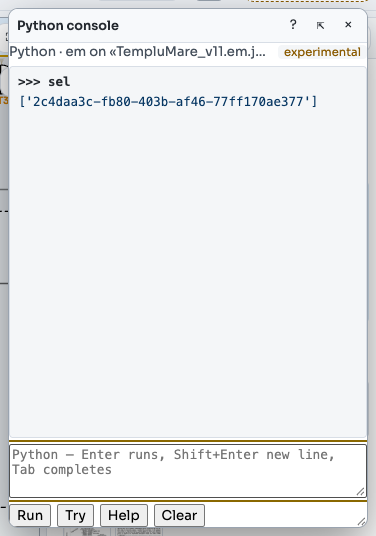 Python console ? ⇱ ×
Python · em on «TempluMare_v11.em.j... experimental
>>> sel
['2c4daa3c-fb80-403b-af46-77ff170ae377']
Python — Enter runs, Shift+Enter new line,
Tab completes
Run Try Help Clear